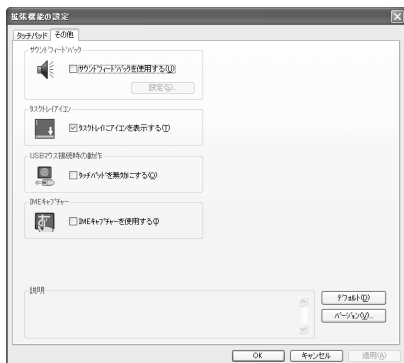 拡張機能の設定
タッチパッド その他
サウンドフィードバック
サウンドフィードバックを使用する(U)
設定(S)...
タスクトレイアイコン
タスクトレイにアイコンを表示する(T)
USBマウス接続時の動作
タッチパッドを無効にする(Q)
IMEキャプチャー
IMEキャプチャーを使用する(I)
説明
デフォルト(D)
バージョン(V)...
OK キャンセル 適用(A)